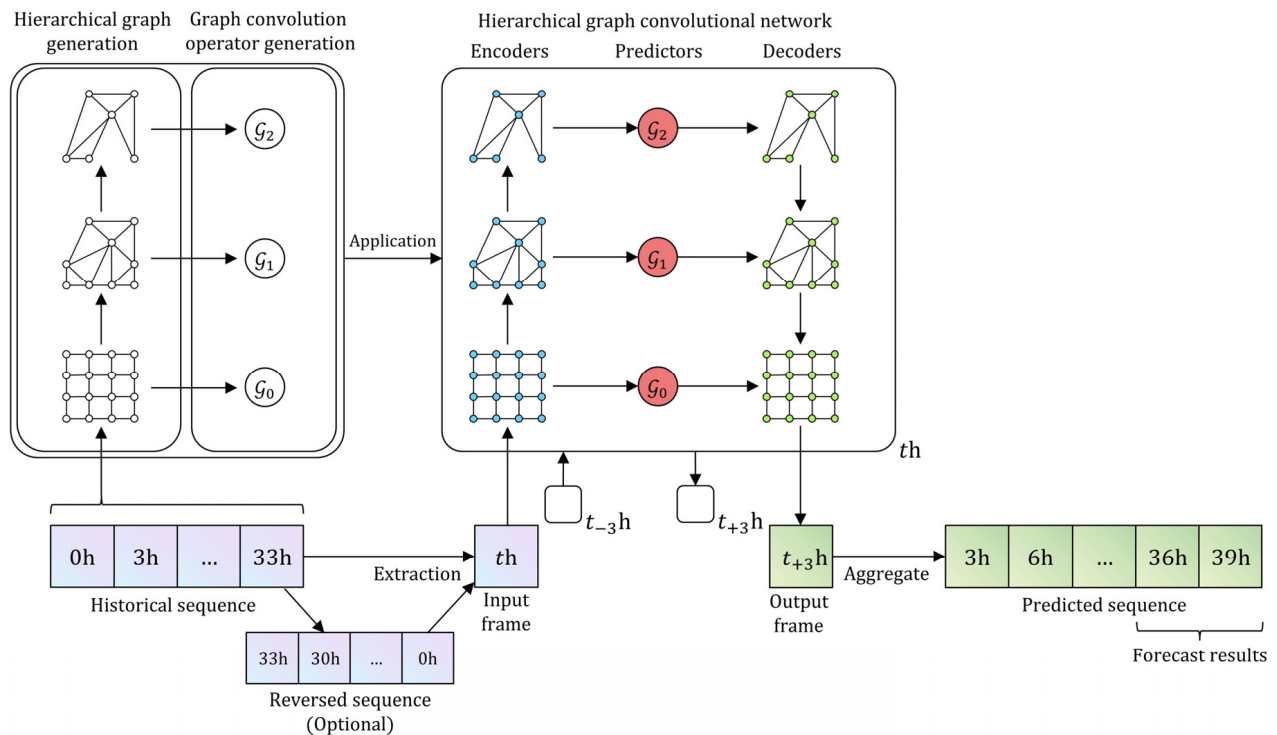 Hierarchical graph
generation
Graph convolution
operator generation
Hierarchical graph convolutional network
Encoders
Predictors
Decoders
𝒢₂
𝒢₂
𝒢₁
Application
𝒢₁
𝒢₀
𝒢₀
th
t₋₃h
t₊₃h
0h
3h
...
33h
Extraction
Historical sequence
th
Input
frame
t₊₃h
Output
frame
Aggregate
3h
6h
...
36h
39h
Predicted sequence
Forecast results
33h
30h
...
0h
Reversed sequence
(Optional)